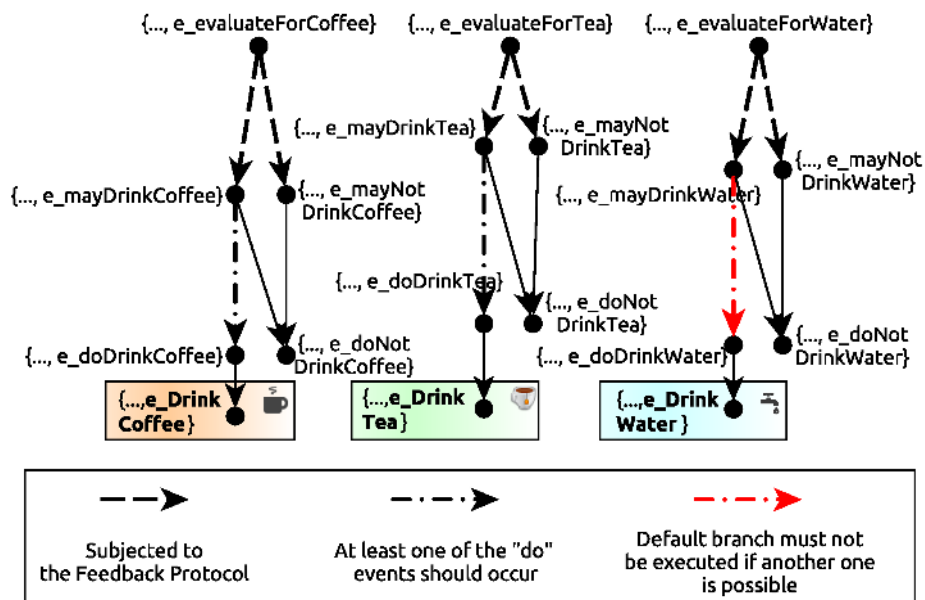 {..., e_evaluateForCoffee}
{..., e_evaluateForTea}
{..., e_evaluateForWater}
{..., e_mayDrinkTea}
{..., e_mayNot
DrinkTea}
{..., e_mayNot
DrinkWater}
{..., e_mayDrinkCoffee}
{..., e_mayNot
DrinkCoffee}
{..., e_mayDrinkWater}
{..., e_doDrinkTea}
{..., e_doNot
DrinkTea}
{..., e_doDrinkCoffee}
{..., e_doNot
DrinkCoffee}
{..., e_doDrinkWater}
{..., e_doNot
DrinkWater}
{...,e_Drink
Coffee}
{...,e_Drink
Tea}
{...,e_Drink
Water }
Subjected to
the Feedback Protocol
At least one of the "do"
events should occur
Default branch must not
be executed if another one
is possible